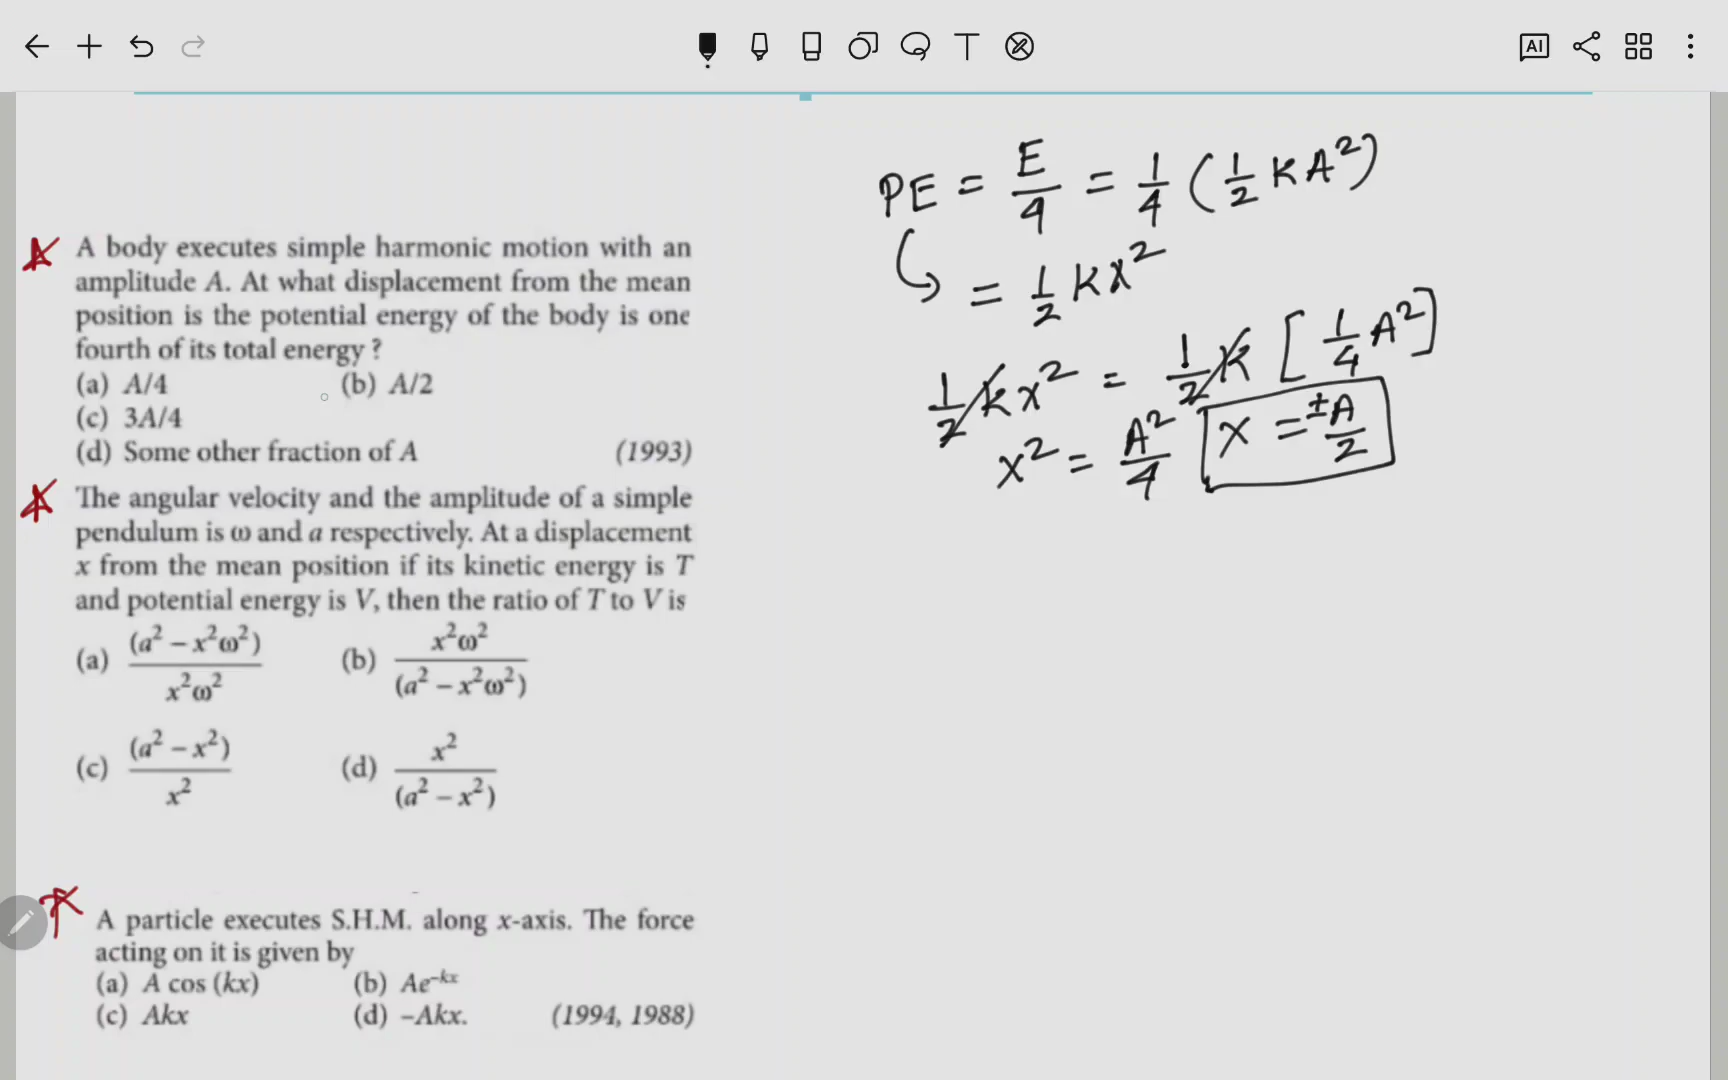 AI
A body executes simple harmonic motion with an
amplitude A. At what displacement from the mean
position is the potential energy of the body is one
fourth of its total energy ?
(a) A/4 (b) A/2
(c) 3A/4
(d) Some other fraction of A (1993)
The angular velocity and the amplitude of a simple
pendulum is ω and a respectively. At a displacement
x from the mean position if its kinetic energy is T
and potential energy is V, then the ratio of T to V is
(a) (a² – x²ω²) / x²ω² (b) x²ω² / (a² – x²ω²)
(c) (a² – x²) / x² (d) x² / (a² – x²)
A particle executes S.H.M. along x-axis. The force
acting on it is given by
(a) A cos (kx) (b) Ae^–kx
(c) Akx (d) –Akx. (1994, 1988)
PE = E/4 = 1/4 (1/2 KA²)
= 1/2 Kx²
1/2 Kx² = 1/2 K [1/4 A²]
x² = A²/4 x = ±A/2